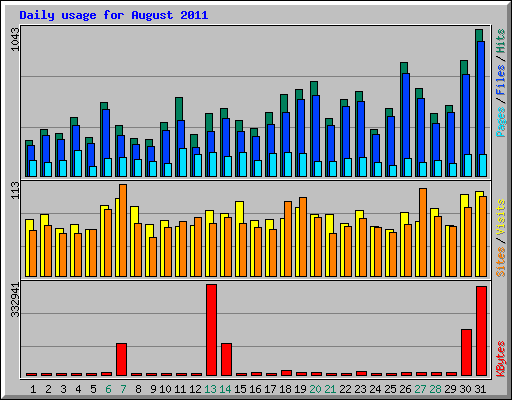 Daily usage for August 2011
1043
Pages / Files / Hits
113
Sites / Visits
332941
KBytes
1 2 3 4 5 6 7 8 9 10 11 12 13 14 15 16 17 18 19 20 21 22 23 24 25 26 27 28 29 30 31